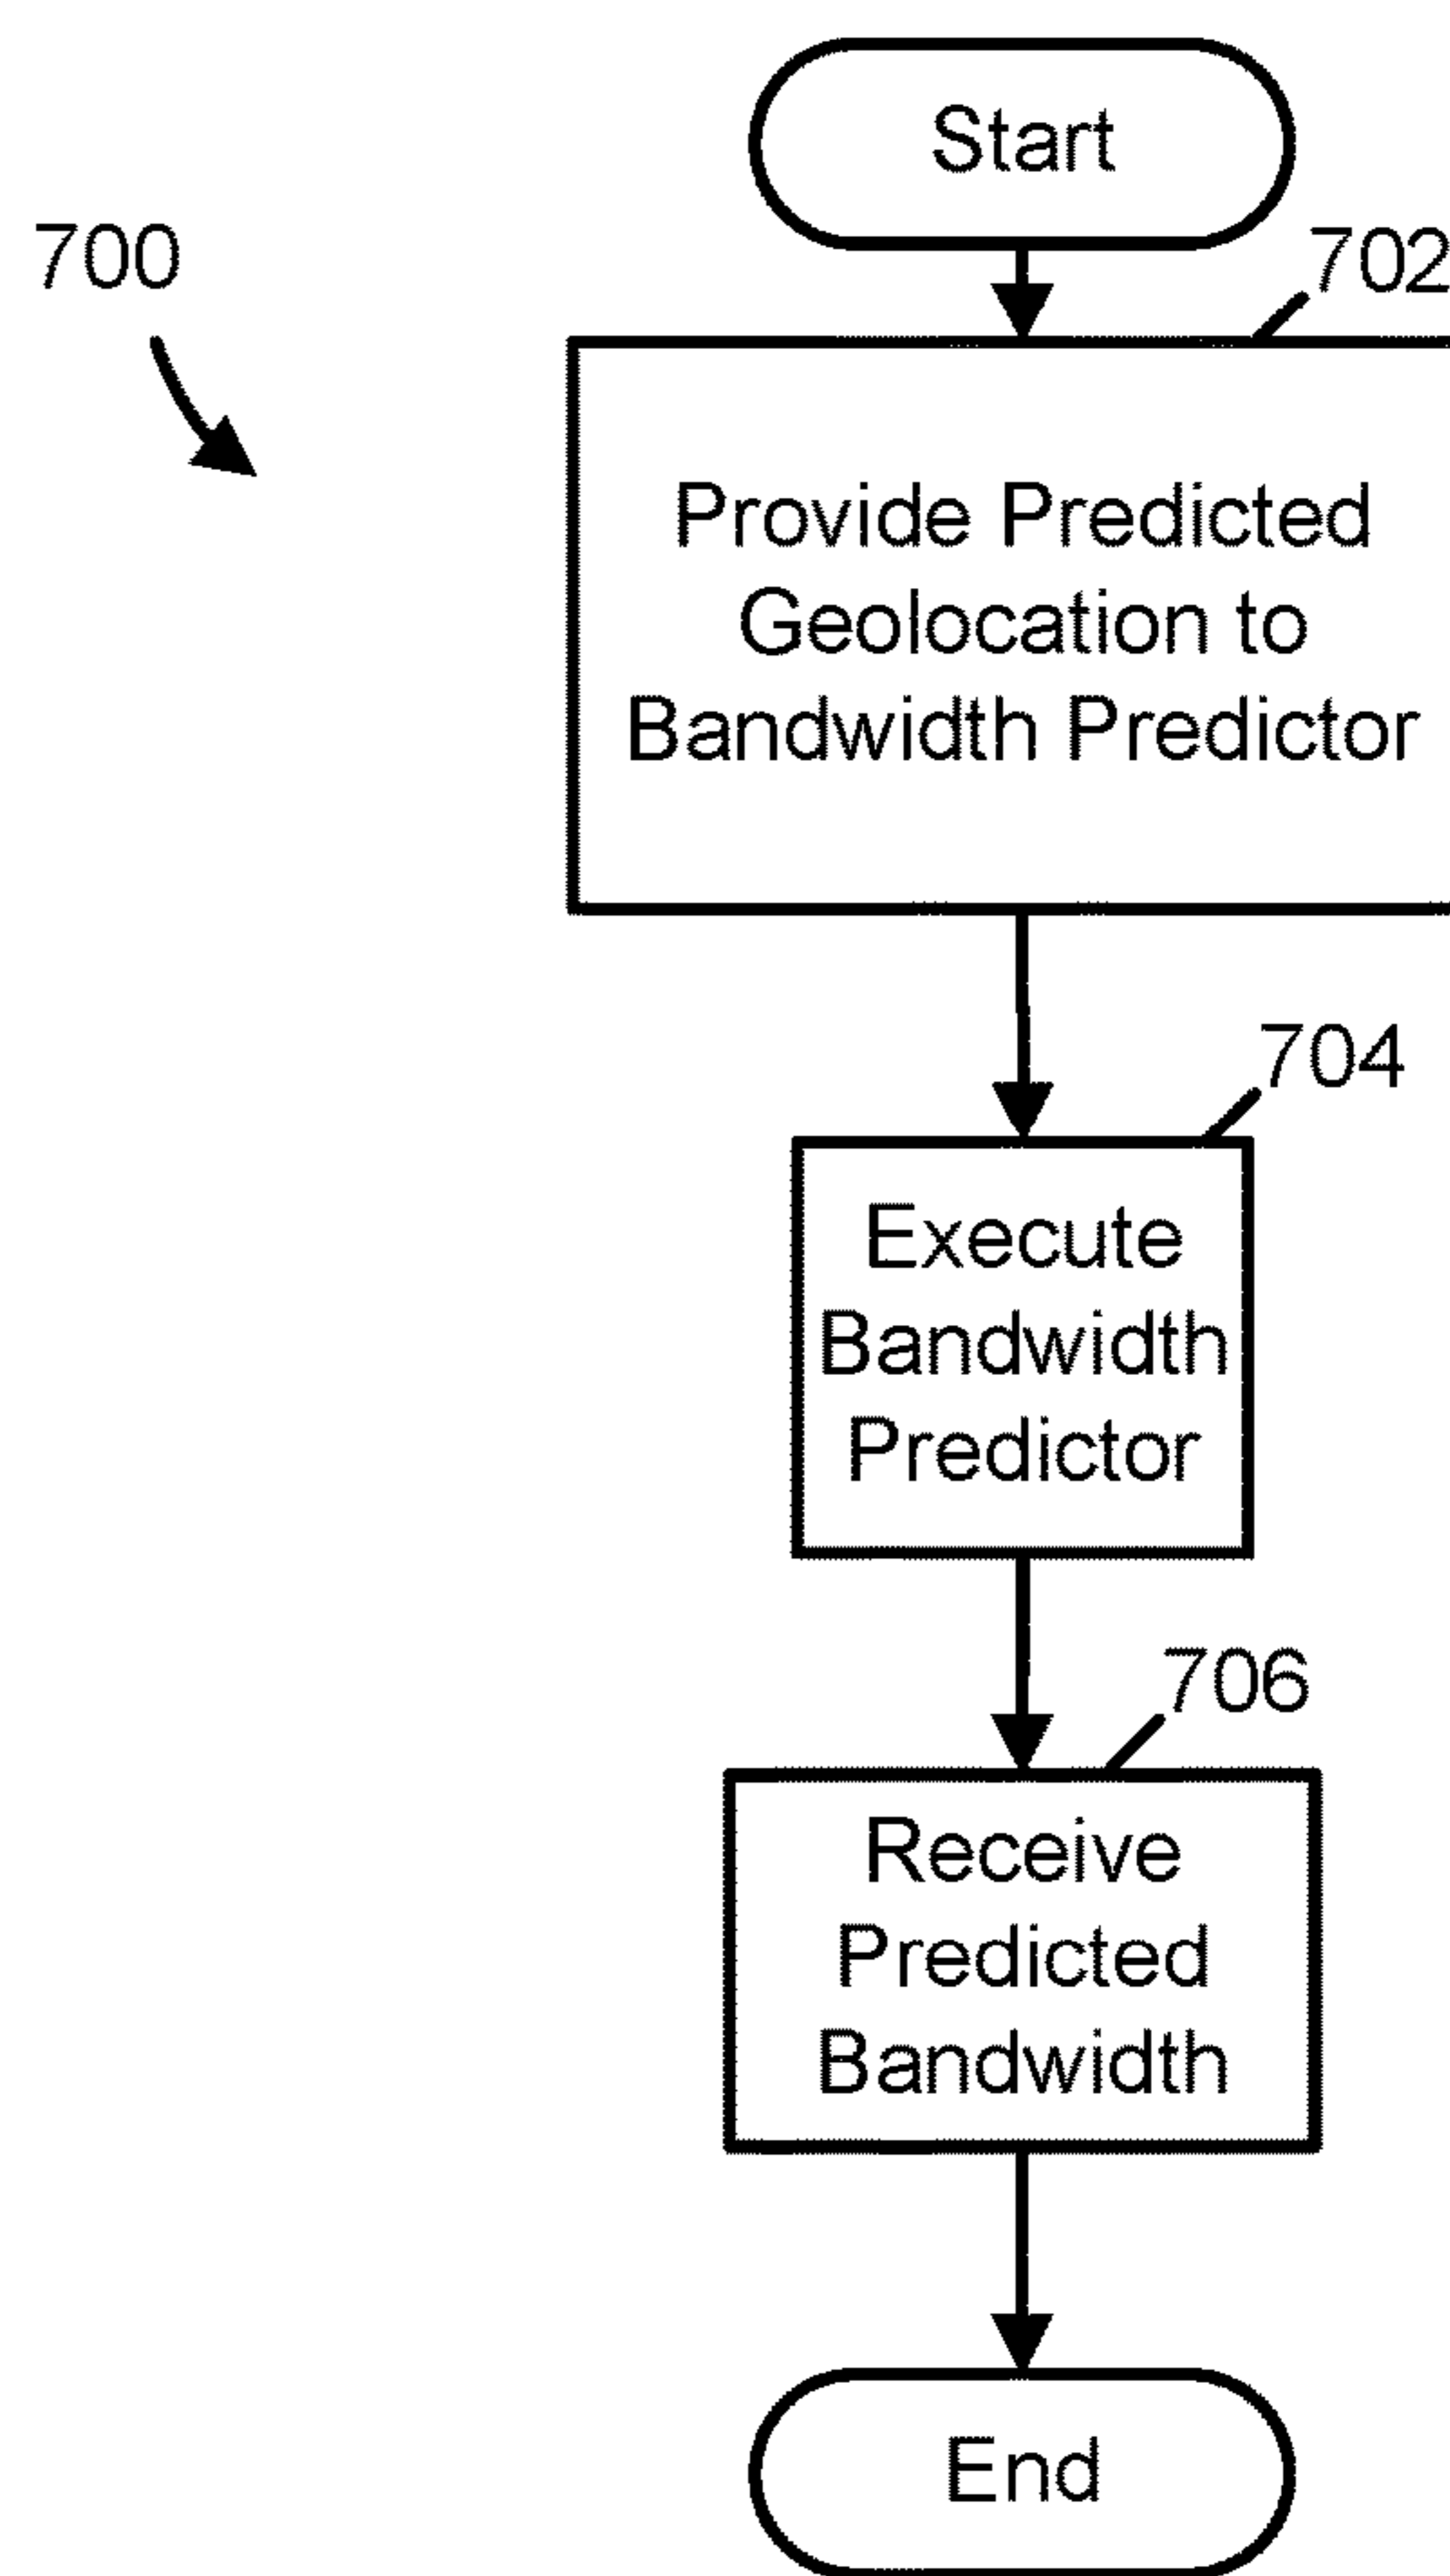 Start
700
702
Provide Predicted
Geolocation to
Bandwidth Predictor
704
Execute
Bandwidth
Predictor
706
Receive
Predicted
Bandwidth
End